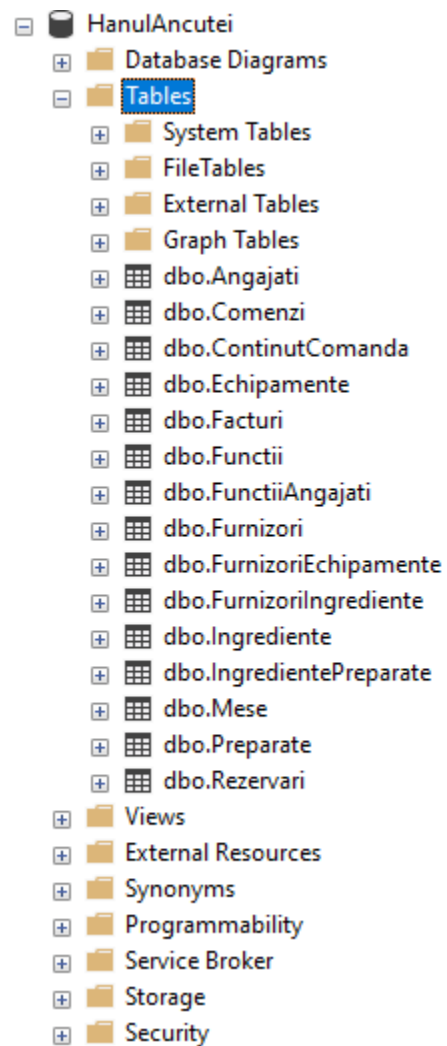 HanulAncutei
Database Diagrams
Tables
System Tables
FileTables
External Tables
Graph Tables
dbo.Angajati
dbo.Comenzi
dbo.ContinutComanda
dbo.Echipamente
dbo.Facturi
dbo.Functii
dbo.FunctiiAngajati
dbo.Furnizori
dbo.FurnizoriEchipamente
dbo.FurnizoriIngrediente
dbo.Ingrediente
dbo.IngredientePreparate
dbo.Mese
dbo.Preparate
dbo.Rezervari
Views
External Resources
Synonyms
Programmability
Service Broker
Storage
Security